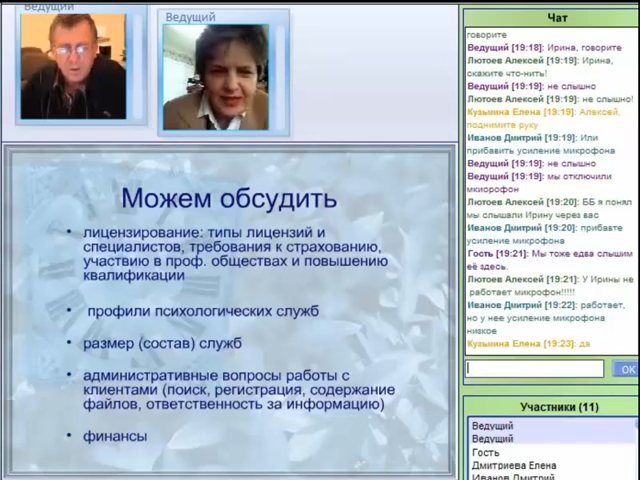 Ведущий
Ведущий
Можем обсудить
• лицензирование: типы лицензий и
специалистов, требования к страхованию,
участию в проф. обществах и повышению
квалификации
• профили психологических служб
• размер (состав) служб
• административные вопросы работы с
клиентами (поиск, регистрация, содержание
файлов, ответственность за информацию)
• финансы
Чат
говорите
Ведущий [19:18]: Ирина, говорите
Лютоев Алексей [19:19]: Ирина,
скажите что-нить!
Ведущий [19:19]: не слышно
Лютоев Алексей [19:19]: не слышно!
Кузьмина Елена [19:19]: Алексей,
поднимите руку
Иванов Дмитрий [19:19]: Или
прибавить усиление микрофона
Ведущий [19:19]: не слышно
Ведущий [19:19]: мы отключили
мкиорофон
Лютоев Алексей [19:20]: ББ я понял
мы слышали Ирину через вас
Иванов Дмитрий [19:20]: прибавте
усиление микрофона
Гость [19:21]: Мы тоже едва слышим
её здесь.
Лютоев Алексей [19:21]: У Ирины не
работает микрофон!!!!!
Иванов Дмитрий [19:22]: работает,
но у нее усиление микрофона
низкое
Кузьмина Елена [19:23]: да
ОК
Участники (11)
Ведущий
Ведущий
Гость
Дмитриева Елена
Иванов Дмитрий